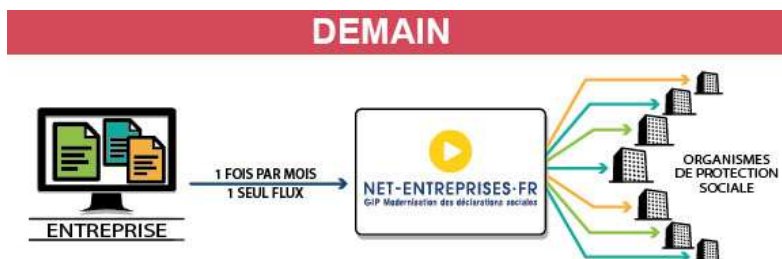 DEMAIN
1 FOIS PAR MOIS
1 SEUL FLUX
ENTREPRISE
NET-ENTREPRISES·FR
GIP Modernisation des déclarations sociales
ORGANISMES
DE PROTECTION
SOCIALE